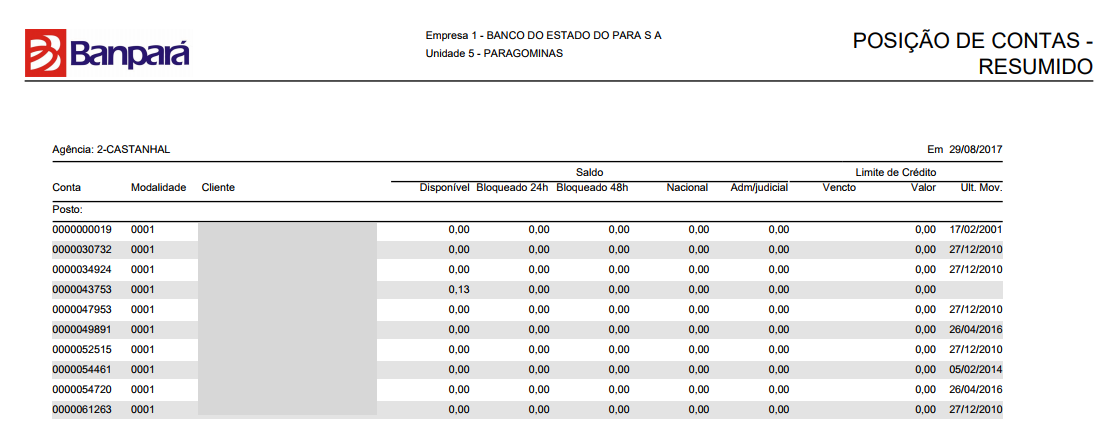 Banpará
Empresa 1 - BANCO DO ESTADO DO PARA S A
Unidade 5 - PARAGOMINAS
POSIÇÃO DE CONTAS -
RESUMIDO
Agência: 2-CASTANHAL Em 29/08/2017
Saldo Limite de Crédito
Conta Modalidade Cliente Disponível Bloqueado 24h Bloqueado 48h Nacional Adm/judicial Vencto Valor Ult. Mov.
Posto:
0000000019 0001 0,00 0,00 0,00 0,00 0,00 0,00 17/02/2001
0000030732 0001 0,00 0,00 0,00 0,00 0,00 0,00 27/12/2010
0000034924 0001 0,00 0,00 0,00 0,00 0,00 0,00 27/12/2010
0000043753 0001 0,13 0,00 0,00 0,00 0,00 0,00
0000047953 0001 0,00 0,00 0,00 0,00 0,00 0,00 27/12/2010
0000049891 0001 0,00 0,00 0,00 0,00 0,00 0,00 26/04/2016
0000052515 0001 0,00 0,00 0,00 0,00 0,00 0,00 27/12/2010
0000054461 0001 0,00 0,00 0,00 0,00 0,00 0,00 05/02/2014
0000054720 0001 0,00 0,00 0,00 0,00 0,00 0,00 26/04/2016
0000061263 0001 0,00 0,00 0,00 0,00 0,00 0,00 27/12/2010